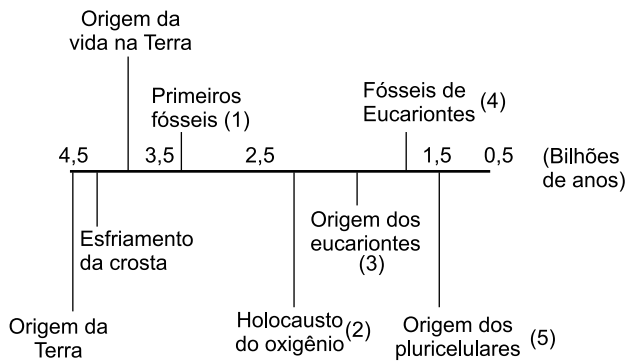 Origem da
vida na Terra
Primeiros
fósseis (1)
Fósseis de
Eucariontes (4)
4,5 3,5 2,5 1,5 0,5 (Bilhões
de anos)
Esfriamento
da crosta
Origem dos
eucariontes
(3)
Origem da
Terra
Holocausto
do oxigênio (2)
Origem dos
pluricelulares (5)